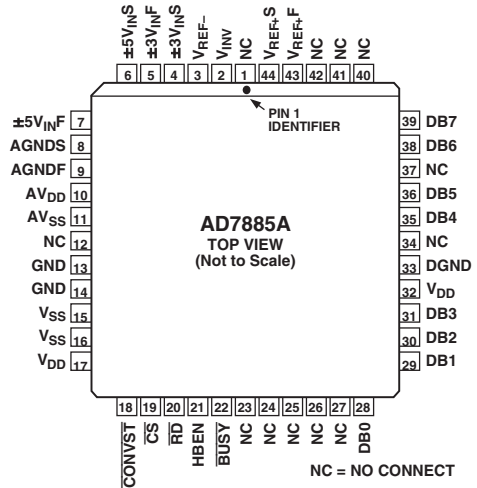 ±5VINS
±3VINF
±3VINS
VREF–
VINV
NC
VREF+S
VREF+F
NC
NC
NC
6 5 4 3 2 1 44 43 42 41 40
PIN 1
IDENTIFIER
±5VINF 7
AGNDS 8
AGNDF 9
AVDD 10
AVSS 11
NC 12
GND 13
GND 14
VSS 15
VSS 16
VDD 17
AD7885A
TOP VIEW
(Not to Scale)
39 DB7
38 DB6
37 NC
36 DB5
35 DB4
34 NC
33 DGND
32 VDD
31 DB3
30 DB2
29 DB1
18 19 20 21 22 23 24 25 26 27 28
CONVST
CS
RD
HBEN
BUSY
NC
NC
NC
NC
NC
DB0
NC = NO CONNECT